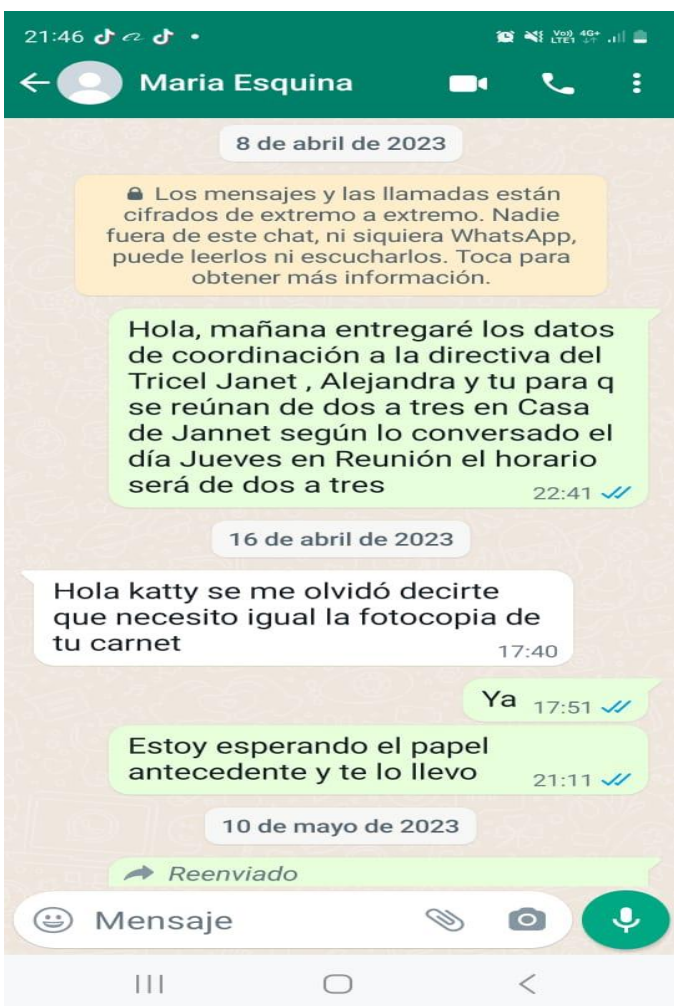 21:46
Voo) 4G+
LTE1
Maria Esquina
8 de abril de 2023
Los mensajes y las llamadas están
cifrados de extremo a extremo. Nadie
fuera de este chat, ni siquiera WhatsApp,
puede leerlos ni escucharlos. Toca para
obtener más información.
Hola, mañana entregaré los datos
de coordinación a la directiva del
Tricel Janet , Alejandra y tu para q
se reúnan de dos a tres en Casa
de Jannet según lo conversado el
día Jueves en Reunión el horario
será de dos a tres
22:41
16 de abril de 2023
Hola katty se me olvidó decirte
que necesito igual la fotocopia de
tu carnet
17:40
Ya 17:51
Estoy esperando el papel
antecedente y te lo llevo
21:11
10 de mayo de 2023
Reenviado
Mensaje